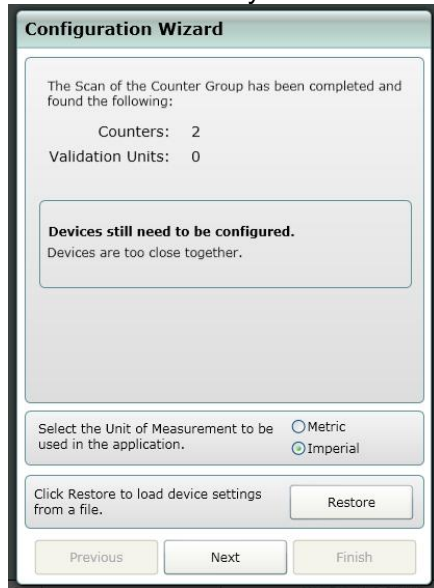 Configuration Wizard
The Scan of the Counter Group has been completed and
found the following:
Counters: 2
Validation Units: 0
Devices still need to be configured.
Devices are too close together.
Select the Unit of Measurement to be
used in the application.
Metric
Imperial
Click Restore to load device settings
from a file.
Restore
Previous
Next
Finish